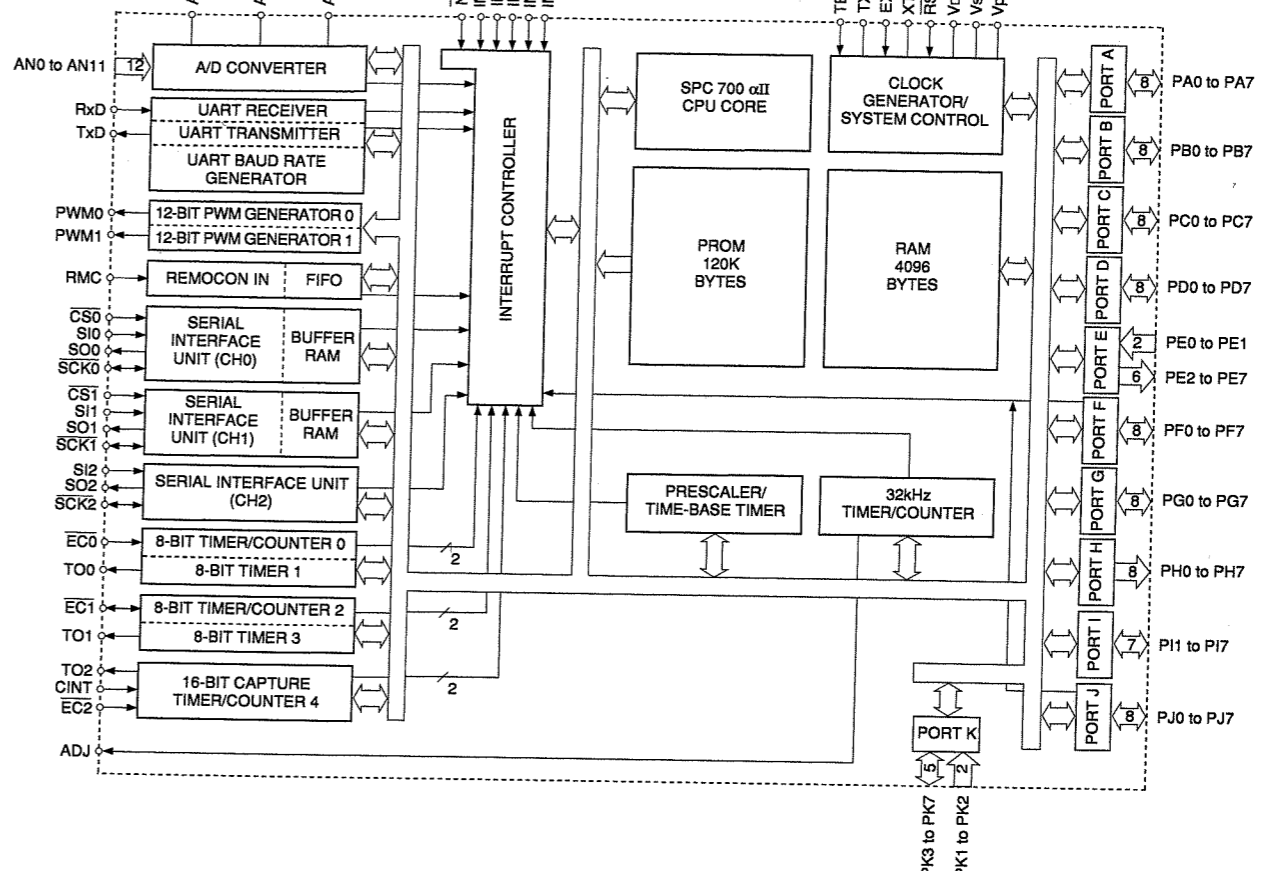 AN0 to AN11
12
A/D CONVERTER
RxD
TxD
UART RECEIVER
UART TRANSMITTER
UART BAUD RATE
GENERATOR
PWM0
PWM1
12-BIT PWM GENERATOR 0
12-BIT PWM GENERATOR 1
RMC
REMOCON IN
FIFO
CS0
SI0
SO0
SCK0
SERIAL
INTERFACE
UNIT (CH0)
BUFFER
RAM
CS1
SI1
SO1
SCK1
SERIAL
INTERFACE
UNIT (CH1)
BUFFER
RAM
SI2
SO2
SCK2
SERIAL INTERFACE UNIT
(CH2)
EC0
TO0
8-BIT TIMER/COUNTER 0
8-BIT TIMER 1
2
EC1
TO1
8-BIT TIMER/COUNTER 2
8-BIT TIMER 3
2
TO2
CINT
EC2
16-BIT CAPTURE
TIMER/COUNTER 4
2
ADJ
INTERRUPT CONTROLLER
SPC 700 αII
CPU CORE
CLOCK
GENERATOR/
SYSTEM CONTROL
PROM
120K
BYTES
RAM
4096
BYTES
PRESCALER/
TIME-BASE TIMER
32kHz
TIMER/COUNTER
PORT A
8
PA0 to PA7
PORT B
8
PB0 to PB7
PORT C
8
PC0 to PC7
PORT D
8
PD0 to PD7
PORT E
2
PE0 to PE1
6
PE2 to PE7
PORT F
8
PF0 to PF7
PORT G
8
PG0 to PG7
PORT H
8
PH0 to PH7
PORT I
7
PI1 to PI7
PORT J
8
PJ0 to PJ7
PORT K
5
2
PK3 to PK7
PK1 to PK2